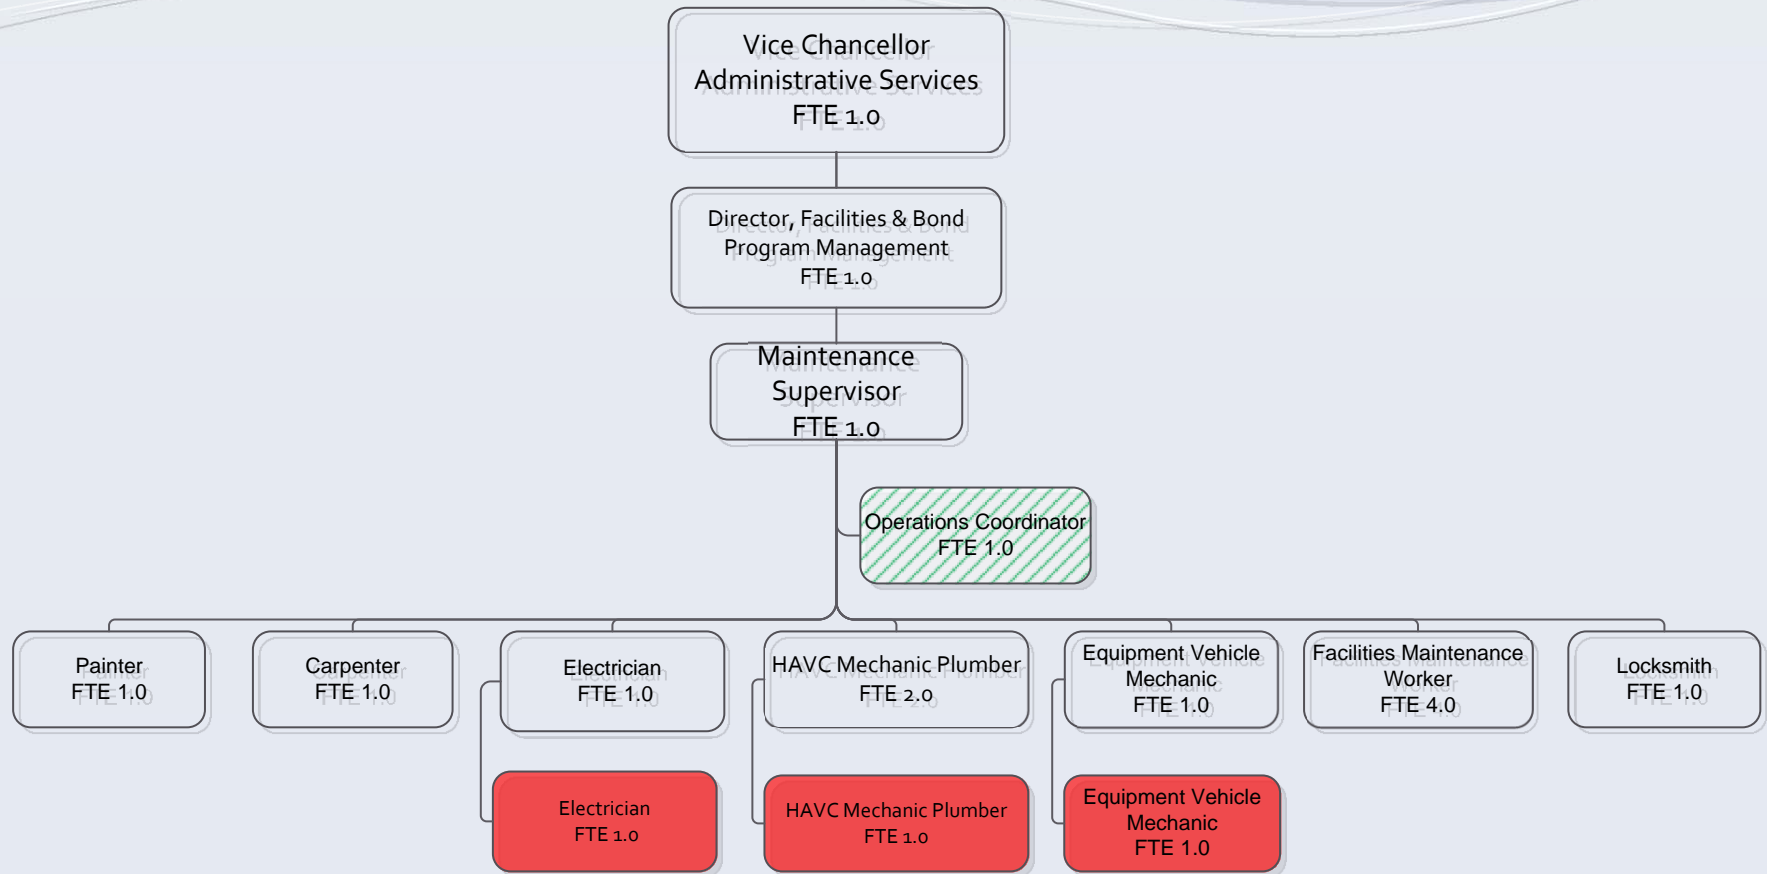 Vice Chancellor
Administrative Services
FTE 1.0
Director, Facilities & Bond
Program Management
FTE 1.0
Maintenance
Supervisor
FTE 1.0
Operations Coordinator
FTE 1.0
Painter
FTE 1.0
Carpenter
FTE 1.0
Electrician
FTE 1.0
HAVC Mechanic Plumber
FTE 2.0
Equipment Vehicle
Mechanic
FTE 1.0
Facilities Maintenance
Worker
FTE 4.0
Locksmith
FTE 1.0
Electrician
FTE 1.0
HAVC Mechanic Plumber
FTE 1.0
Equipment Vehicle
Mechanic
FTE 1.0